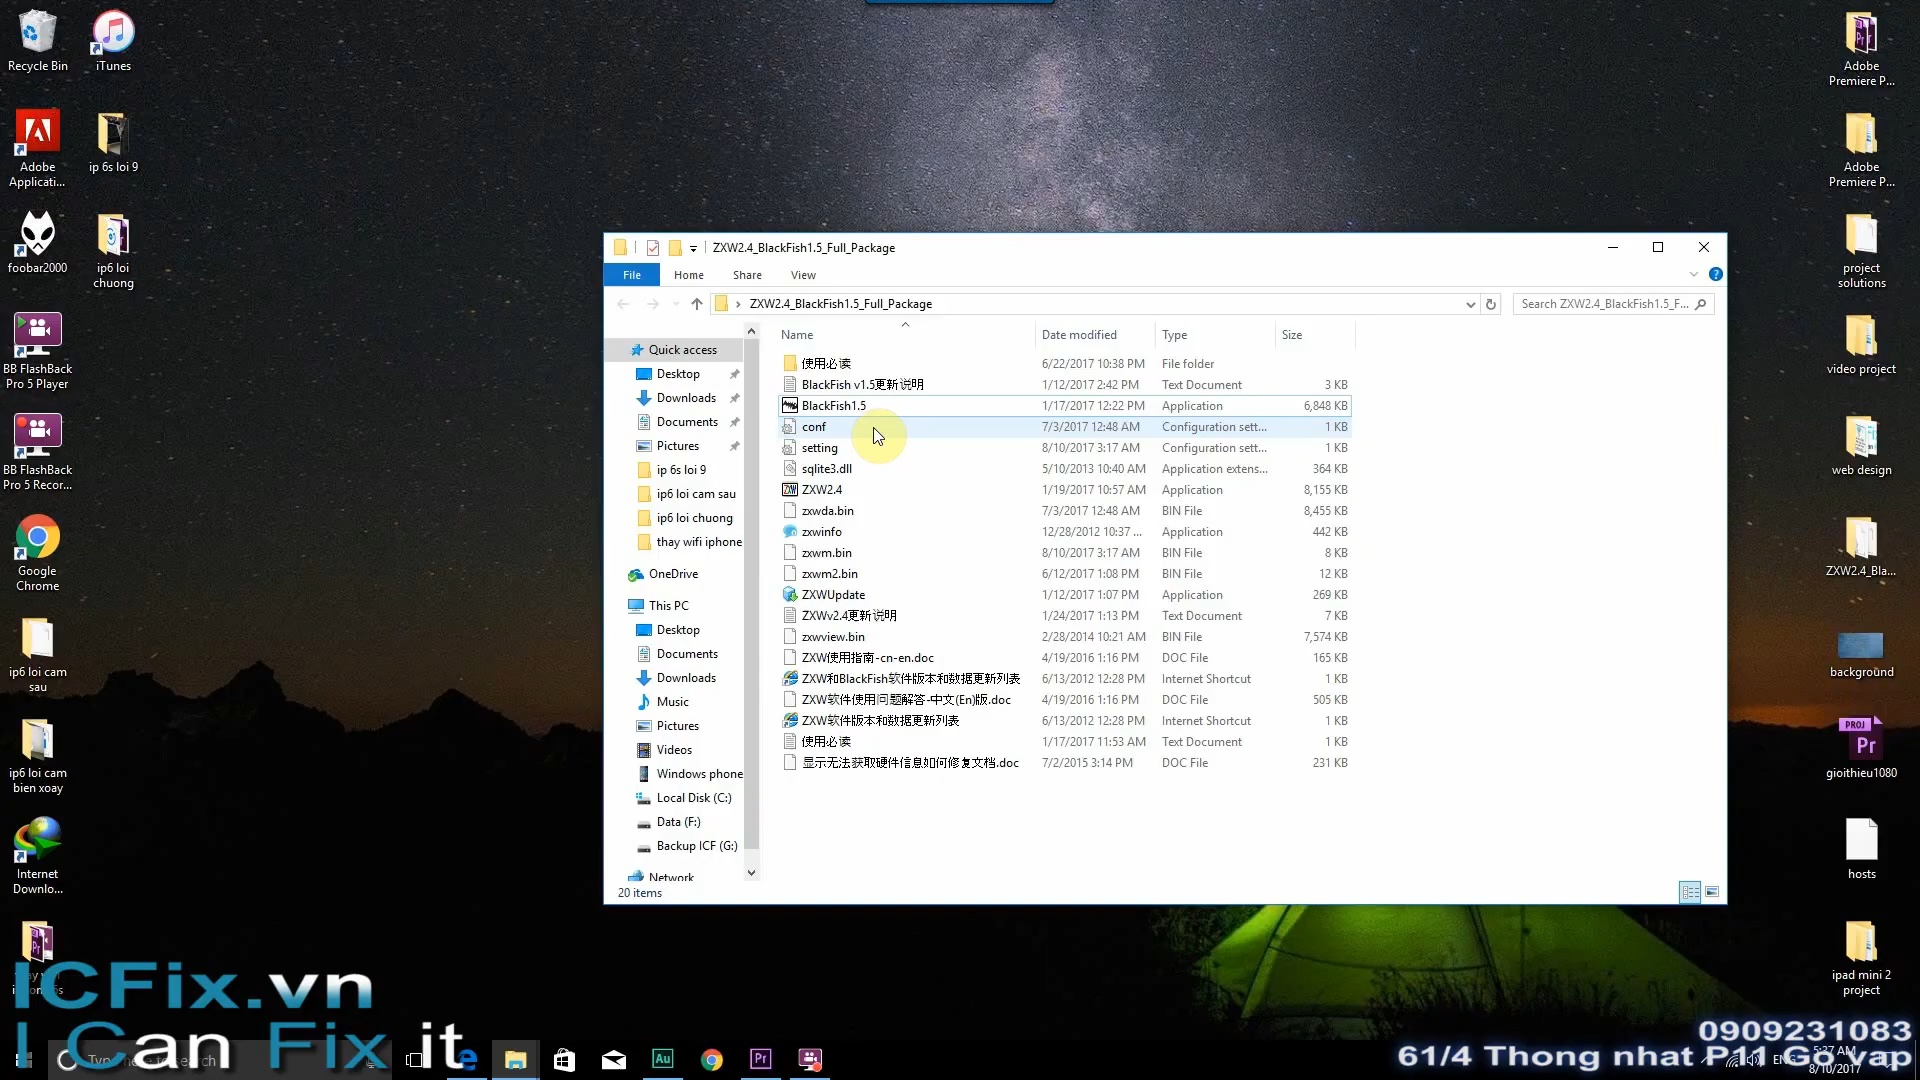 Recycle Bin
iTunes
Adobe
Applicati...
ip 6s loi 9
foobar2000
ip6 loi
chuong
BB FlashBack
Pro 5 Player
BB FlashBack
Pro 5 Recor...
Google
Chrome
ip6 loi cam
sau
ip6 loi cam
bien xoay
Internet
Downlo...
ZXW2.4_BlackFish1.5_Full_Package
File
Home
Share
View
ZXW2.4_BlackFish1.5_Full_Package
Search ZXW2.4_BlackFish1.5_F...
Quick access
Desktop
Downloads
Documents
Pictures
ip 6s loi 9
ip6 loi cam sau
ip6 loi chuong
thay wifi iphone
OneDrive
This PC
Desktop
Documents
Downloads
Music
Pictures
Videos
Windows phone
Local Disk (C:)
Data (F:)
Backup ICF (G:)
Network
Name Date modified Type Size
使用必读 6/22/2017 10:38 PM File folder
BlackFish v1.5更新说明 1/12/2017 2:42 PM Text Document 3 KB
BlackFish1.5 1/17/2017 12:22 PM Application 6,848 KB
conf 7/3/2017 12:48 AM Configuration sett... 1 KB
setting 8/10/2017 3:17 AM Configuration sett... 1 KB
sqlite3.dll 5/10/2013 10:40 AM Application extens... 364 KB
ZXW2.4 1/19/2017 10:57 AM Application 8,155 KB
zxwda.bin 7/3/2017 12:48 AM BIN File 8,455 KB
zxwinfo 12/28/2012 10:37 ... Application 442 KB
zxwm.bin 8/10/2017 3:17 AM BIN File 8 KB
zxwm2.bin 6/12/2017 1:08 PM BIN File 12 KB
ZXWUpdate 1/12/2017 1:07 PM Application 269 KB
ZXWv2.4更新说明 1/24/2017 1:13 PM Text Document 7 KB
zxwview.bin 2/28/2014 10:21 AM BIN File 7,574 KB
ZXW使用指南-cn-en.doc 4/19/2016 1:16 PM DOC File 165 KB
ZXW和BlackFish软件版本和数据更新列表 6/13/2012 12:28 PM Internet Shortcut 1 KB
ZXW软件使用问题解答-中文(En)版.doc 4/19/2016 1:16 PM DOC File 505 KB
ZXW软件版本和数据更新列表 6/13/2012 12:28 PM Internet Shortcut 1 KB
使用必读 1/17/2017 11:53 AM Text Document 1 KB
显示无法获取硬件信息如何修复文档.doc 7/2/2015 3:14 PM DOC File 231 KB
20 items
Adobe
Premiere P...
Adobe
Premiere P...
project
solutions
video project
web design
ZXW2.4_Bla...
background
PROJ
Pr
gioithieu1080
hosts
ipad mini 2
project
ICFix.vn
I Can Fix it
Au
Pr
0909231083
61/4 Thong nhat P11 Go vap
5:27 AM
8/10/2017